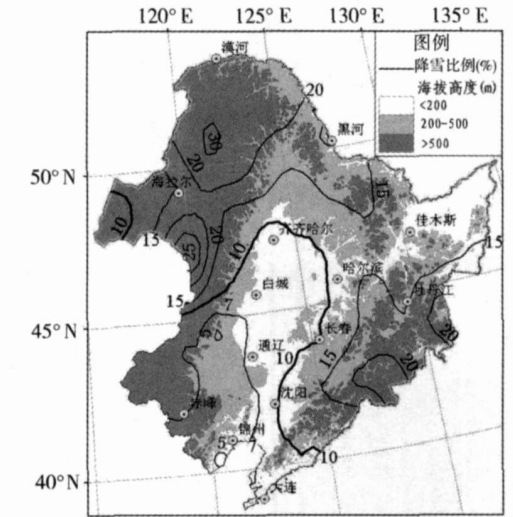 120° E 125° E 130° E 135° E
图例
降雪比例(%)
海拔高度(m)
<200
200-500
>500
漠河
20
黑河
30
20
50° N
海拉尔
15
10
佳木斯
15
20
25
10
齐齐哈尔
15
哈尔滨
白城
牡丹江
15
7
45° N
5
长春
20
通辽
10
15
20
沈阳
赤峰
锦州
5
7
10
40° N
大连